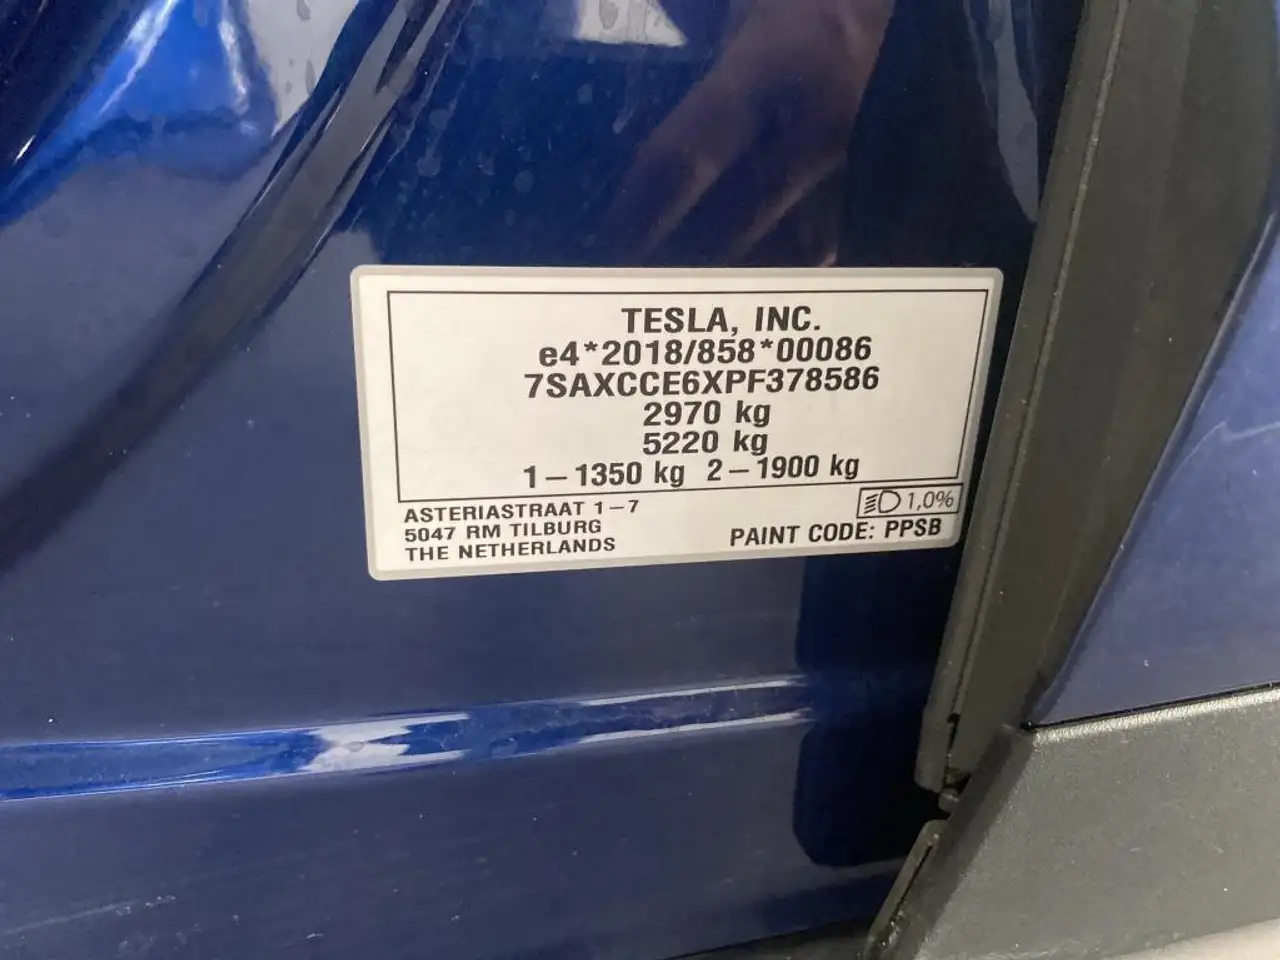 TESLA, INC.
e4*2018/858*00086
7SAXCCE6XPF378586
2970 kg
5220 kg
1–1350 kg 2–1900 kg
1,0%
ASTERIASTRAAT 1–7
5047 RM TILBURG
THE NETHERLANDS
PAINT CODE: PPSB